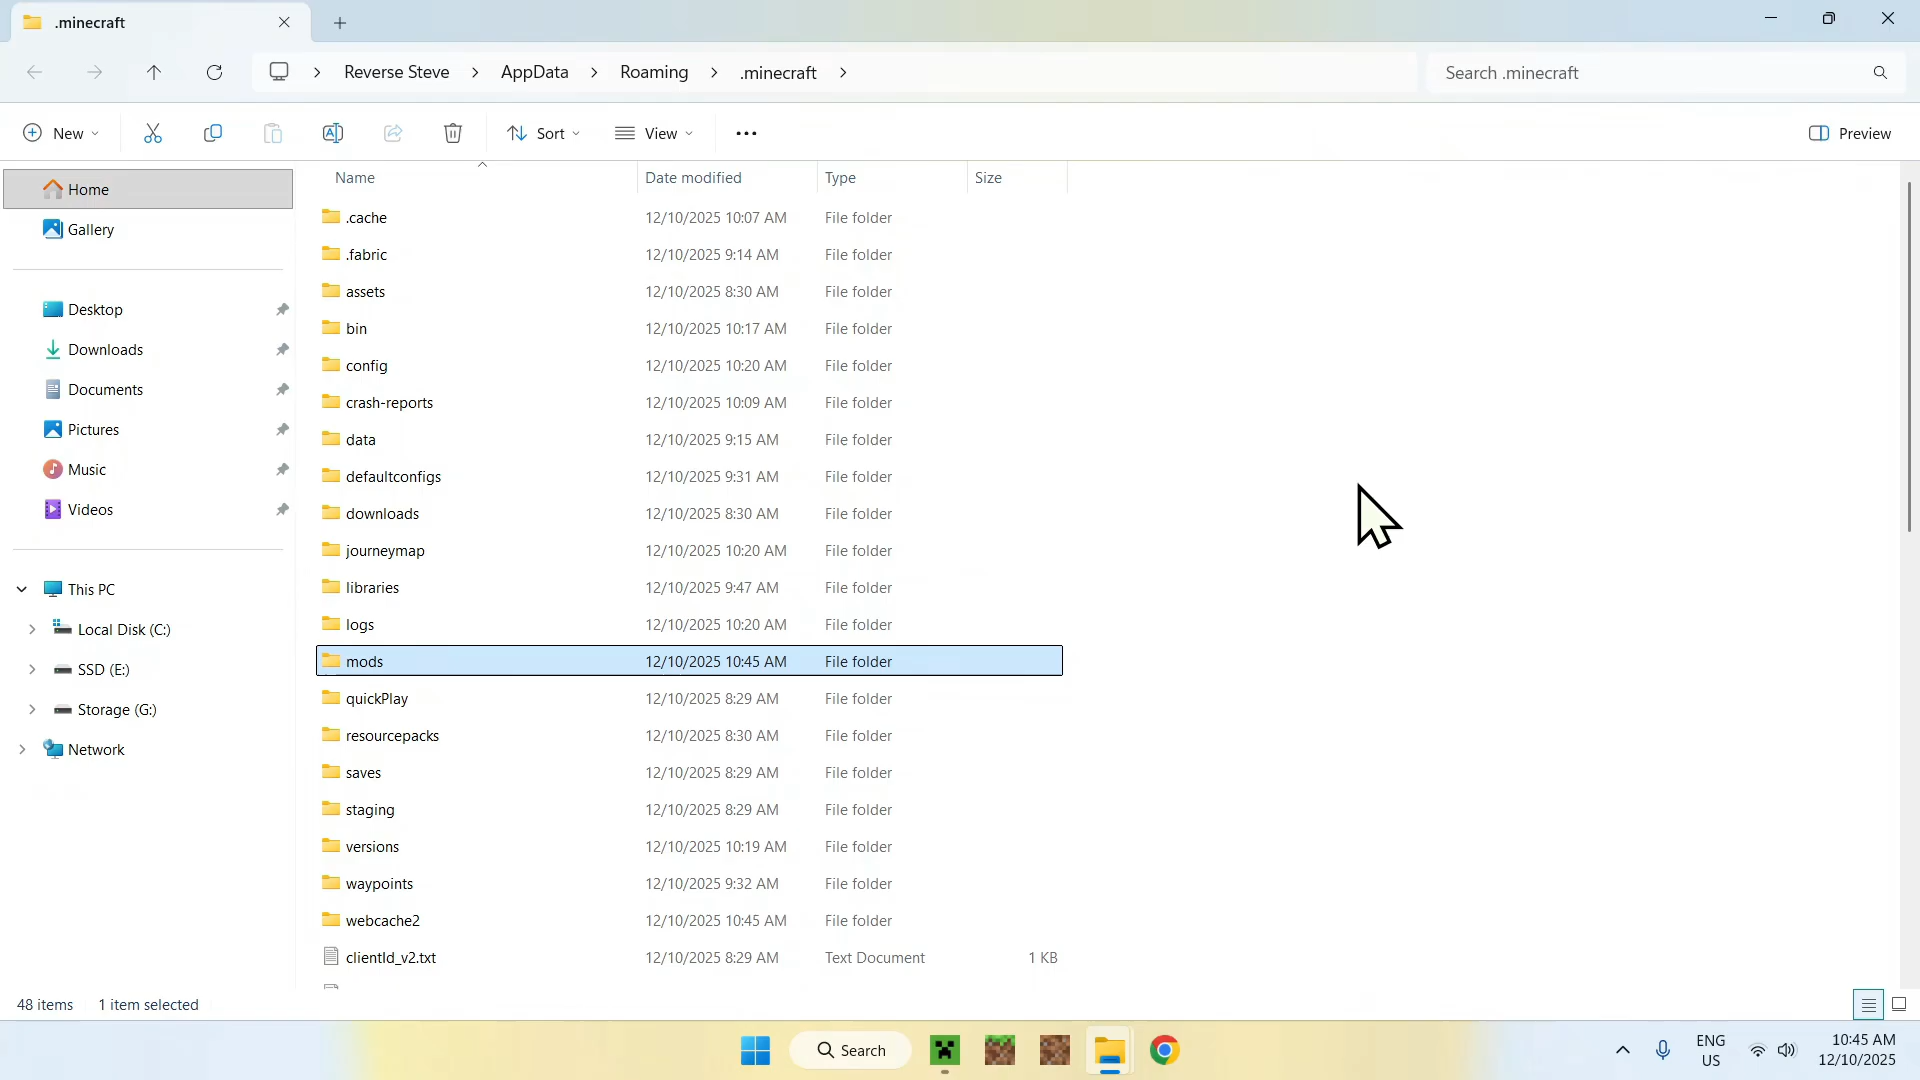 .minecraft
Reverse Steve AppData Roaming .minecraft
Search .minecraft
New
Sort
View
Preview
Home
Gallery
Desktop
Downloads
Documents
Pictures
Music
Videos
This PC
Local Disk (C:)
SSD (E:)
Storage (G:)
Network
Name Date modified Type Size
.cache 12/10/2025 10:07 AM File folder
.fabric 12/10/2025 9:14 AM File folder
assets 12/10/2025 8:30 AM File folder
bin 12/10/2025 10:17 AM File folder
config 12/10/2025 10:20 AM File folder
crash-reports 12/10/2025 10:09 AM File folder
data 12/10/2025 9:15 AM File folder
defaultconfigs 12/10/2025 9:31 AM File folder
downloads 12/10/2025 8:30 AM File folder
journeymap 12/10/2025 10:20 AM File folder
libraries 12/10/2025 9:47 AM File folder
logs 12/10/2025 10:20 AM File folder
mods 12/10/2025 10:45 AM File folder
quickPlay 12/10/2025 8:29 AM File folder
resourcepacks 12/10/2025 8:30 AM File folder
saves 12/10/2025 8:29 AM File folder
staging 12/10/2025 8:29 AM File folder
versions 12/10/2025 10:19 AM File folder
waypoints 12/10/2025 9:32 AM File folder
webcache2 12/10/2025 10:45 AM File folder
clientId_v2.txt 12/10/2025 8:29 AM Text Document 1 KB
48 items 1 item selected
Search
ENG
US
10:45 AM
12/10/2025